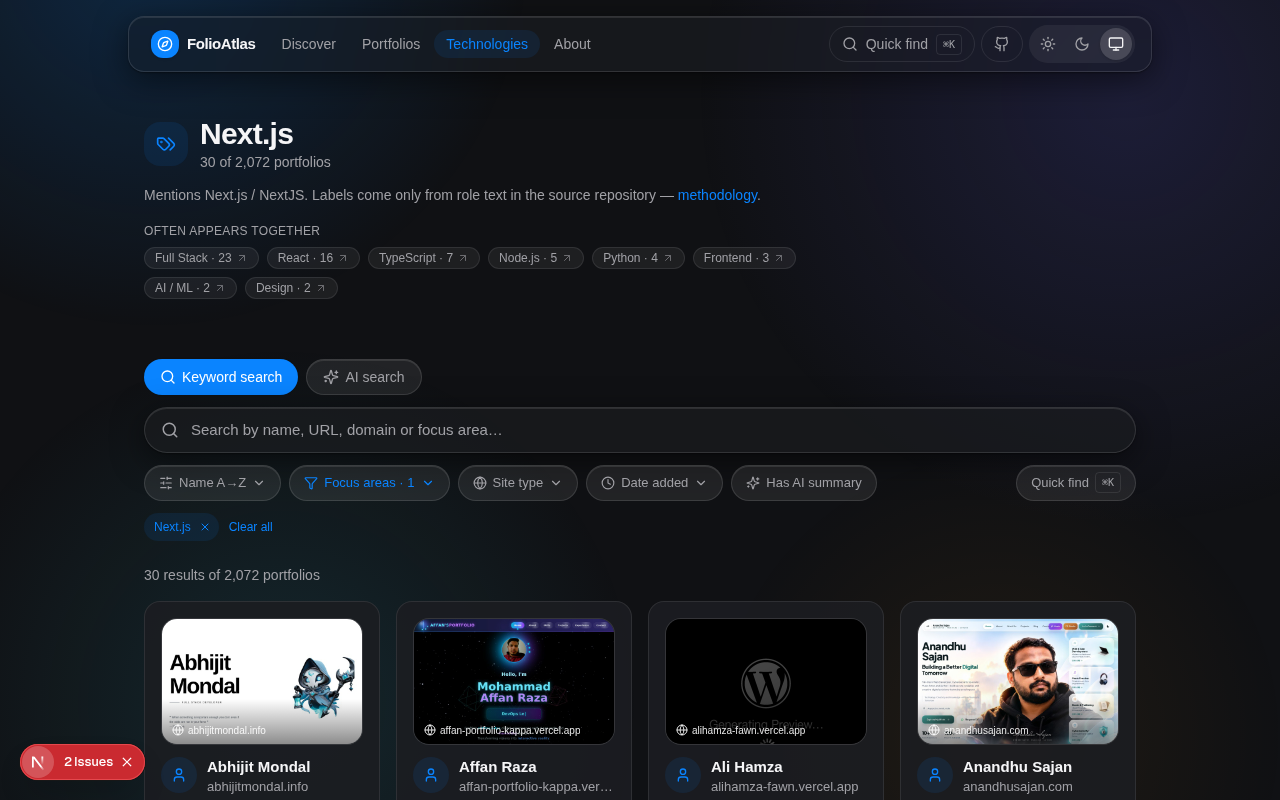 FolioAtlas Discover Portfolios Technologies About Quick find ⌘K
Next.js
30 of 2,072 portfolios
Mentions Next.js / NextJS. Labels come only from role text in the source repository — methodology.
OFTEN APPEARS TOGETHER
Full Stack · 23 React · 16 TypeScript · 7 Node.js · 5 Python · 4 Frontend · 3
AI / ML · 2 Design · 2
Keyword search AI search
Search by name, URL, domain or focus area…
Name A→Z Focus areas · 1 Site type Date added Has AI summary Quick find ⌘K
Next.js Clear all
30 results of 2,072 portfolios
Abhijit
Mondal
abhijitmondal.info
AFFAN'SPORTFOLIO
Hello, I'm
Mohammad
Affan Raza
affan-portfolio-kappa.vercel.app
Generating Preview...
alihamza-fawn.vercel.app
Anandhu
Sajan
Building a Better Digital
Tomorrow
anandhusajan.com
2 Issues
Abhijit Mondal
abhijitmondal.info
Affan Raza
affan-portfolio-kappa.ver…
Ali Hamza
alihamza-fawn.vercel.app
Anandhu Sajan
anandhusajan.com